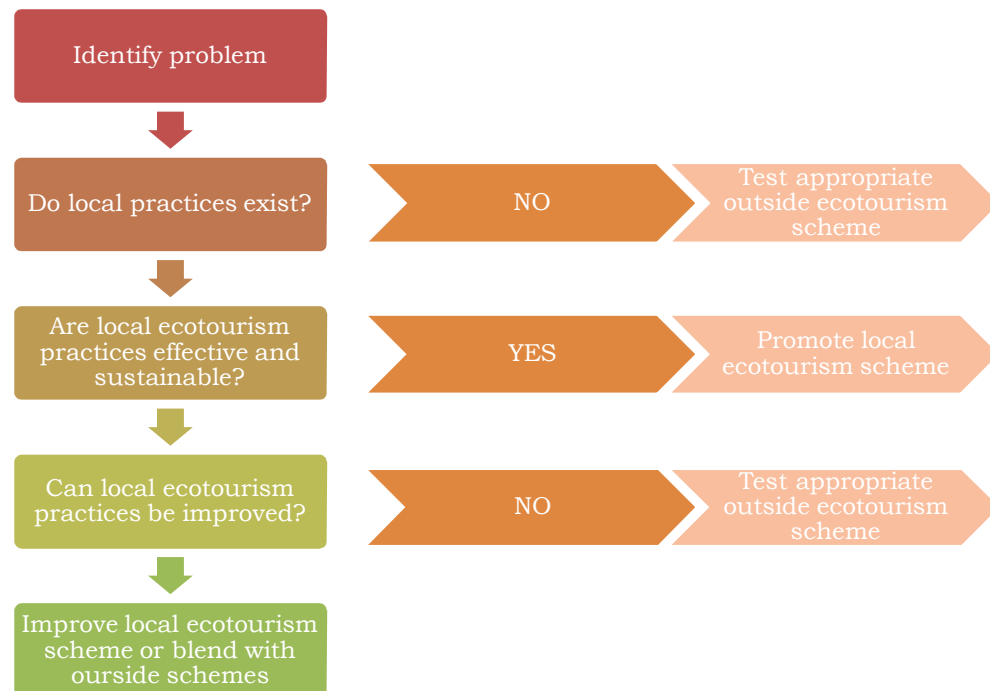 Identify problem
Do local practices exist?
NO
Test appropriate
outside ecotourism
scheme
Are local ecotourism
practices effective and
sustainable?
YES
Promote local
ecotourism scheme
Can local ecotourism
practices be improved?
NO
Test appropriate
outside ecotourism
scheme
Improve local ecotourism
scheme or blend with
ourside schemes